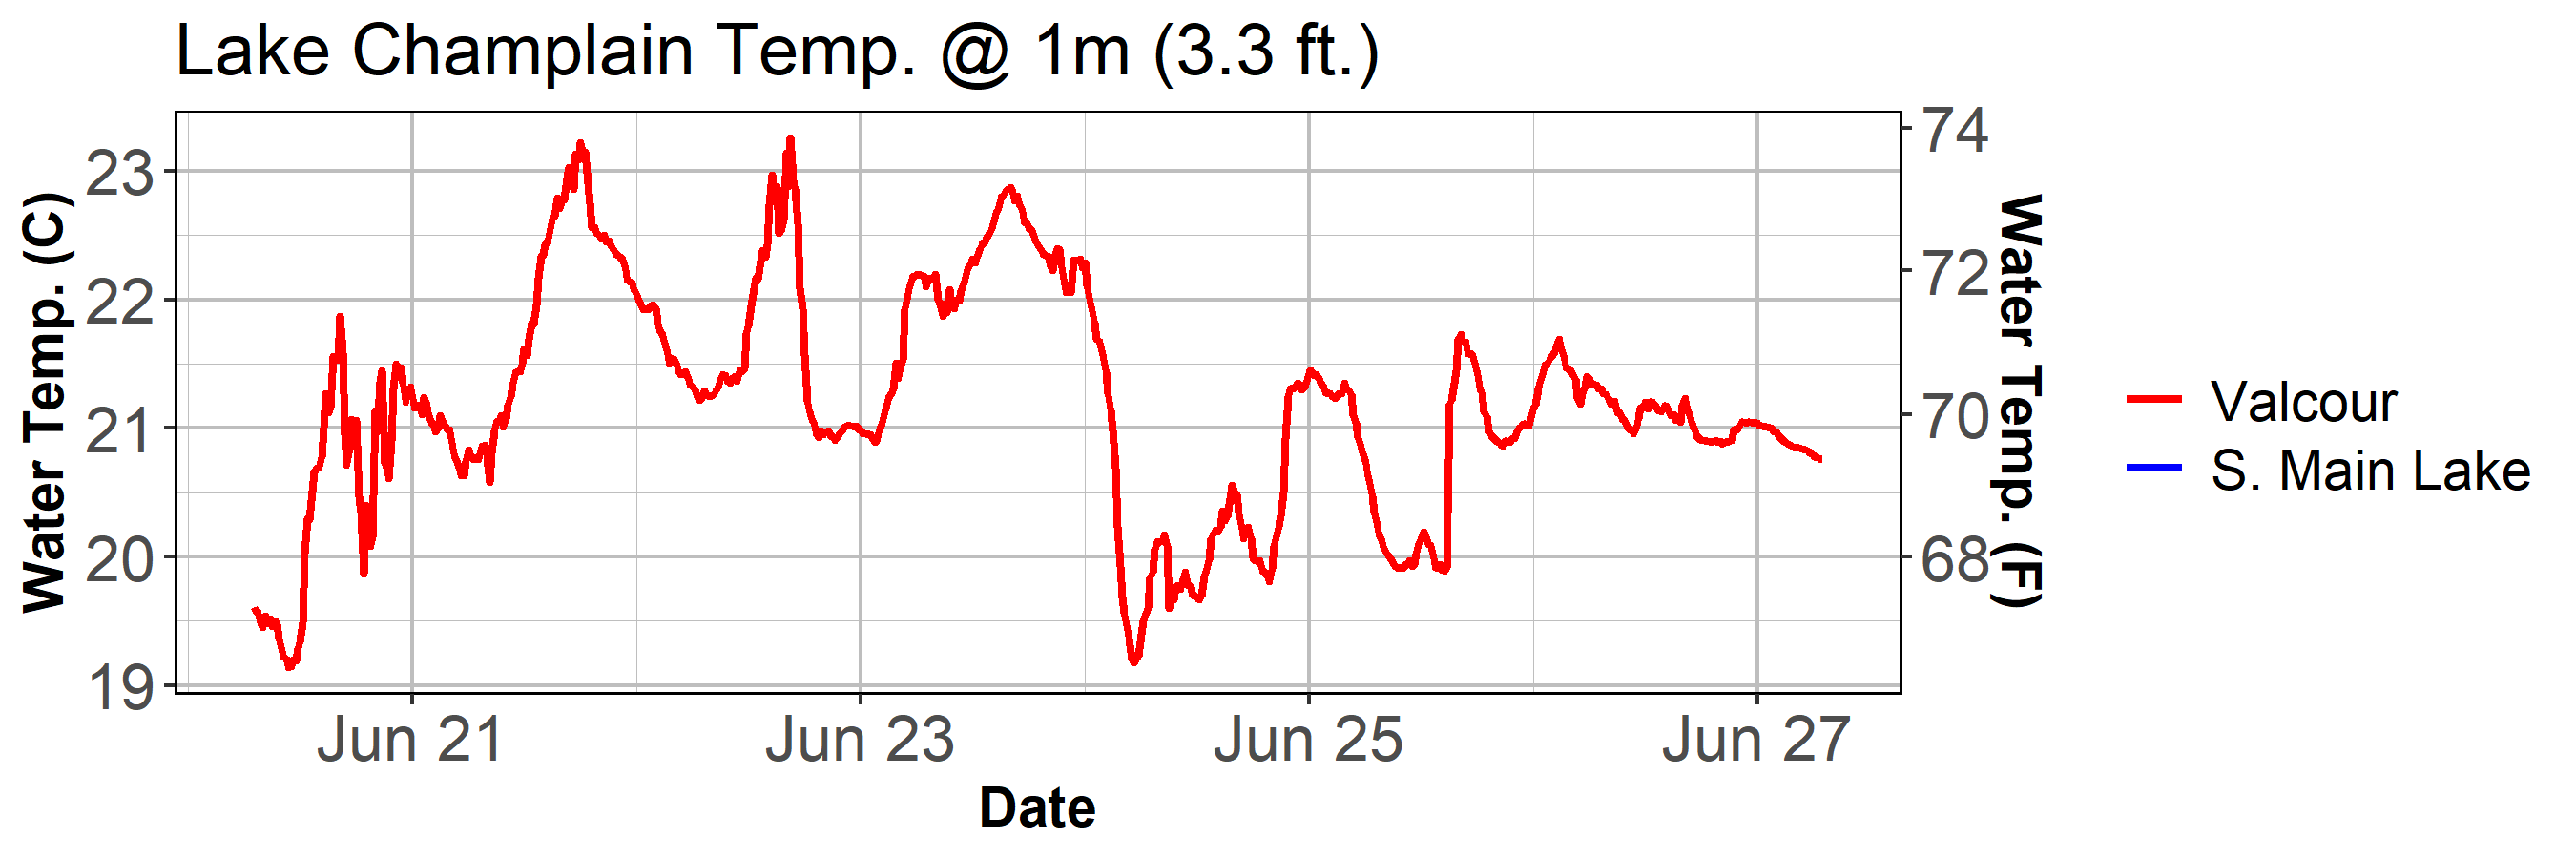 Lake Champlain Temp. @ 1m (3.3 ft.)
Water Temp. (C)
23
22
21
20
19
74
72
70
68
Water Temp. (F)
Jun 21
Jun 23
Jun 25
Jun 27
Date
Valcour
S. Main Lake